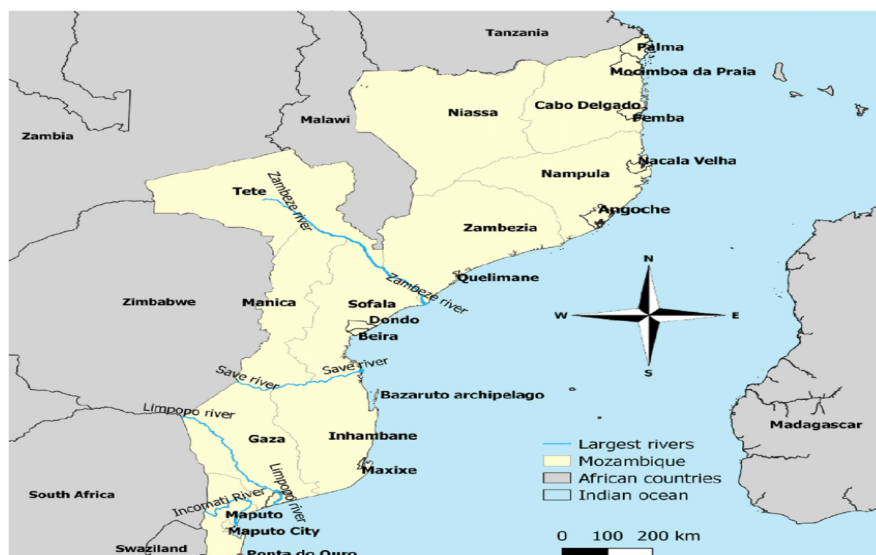 Tanzania
Palma
Mocimboa da Praia
Cabo Delgado
Niassa
Pemba
Malawi
Zambia
Nacala Velha
Nampula
Tete
Zambeze river
Angoche
Zambezia
Zambeze river
Quelimane
Zimbabwe
Manica
Sofala
Dondo
Beira
N
W
E
S
Save river
Save river
Bazaruto archipelago
Limpopo river
Gaza
Inhambane
Madagascar
Maxixe
Limpopo river
South Africa
Incomati River
Maputo
Maputo City
Swaziland
Ponta do Ouro
Largest rivers
Mozambique
African countries
Indian ocean
0 100 200 km